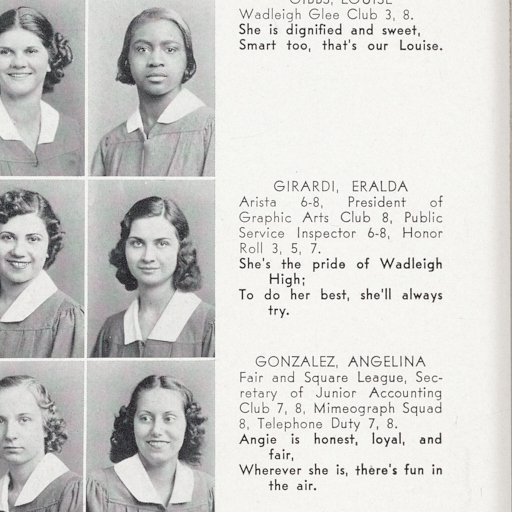 GIBBS, LOUISE
Wadleigh Glee Club 3, 8.
She is dignified and sweet,
Smart too, that's our Louise.
GIRARDI, ERALDA
Arista 6-8, President of
Graphic Arts Club 8, Public
Service Inspector 6-8, Honor
Roll 3, 5, 7.
She's the pride of Wadleigh
High;
To do her best, she'll always
try.
GONZALEZ, ANGELINA
Fair and Square League, Sec-
retary of Junior Accounting
Club 7, 8, Mimeograph Squad
8, Telephone Duty 7, 8.
Angie is honest, loyal, and
fair,
Wherever she is, there's fun in
the air.